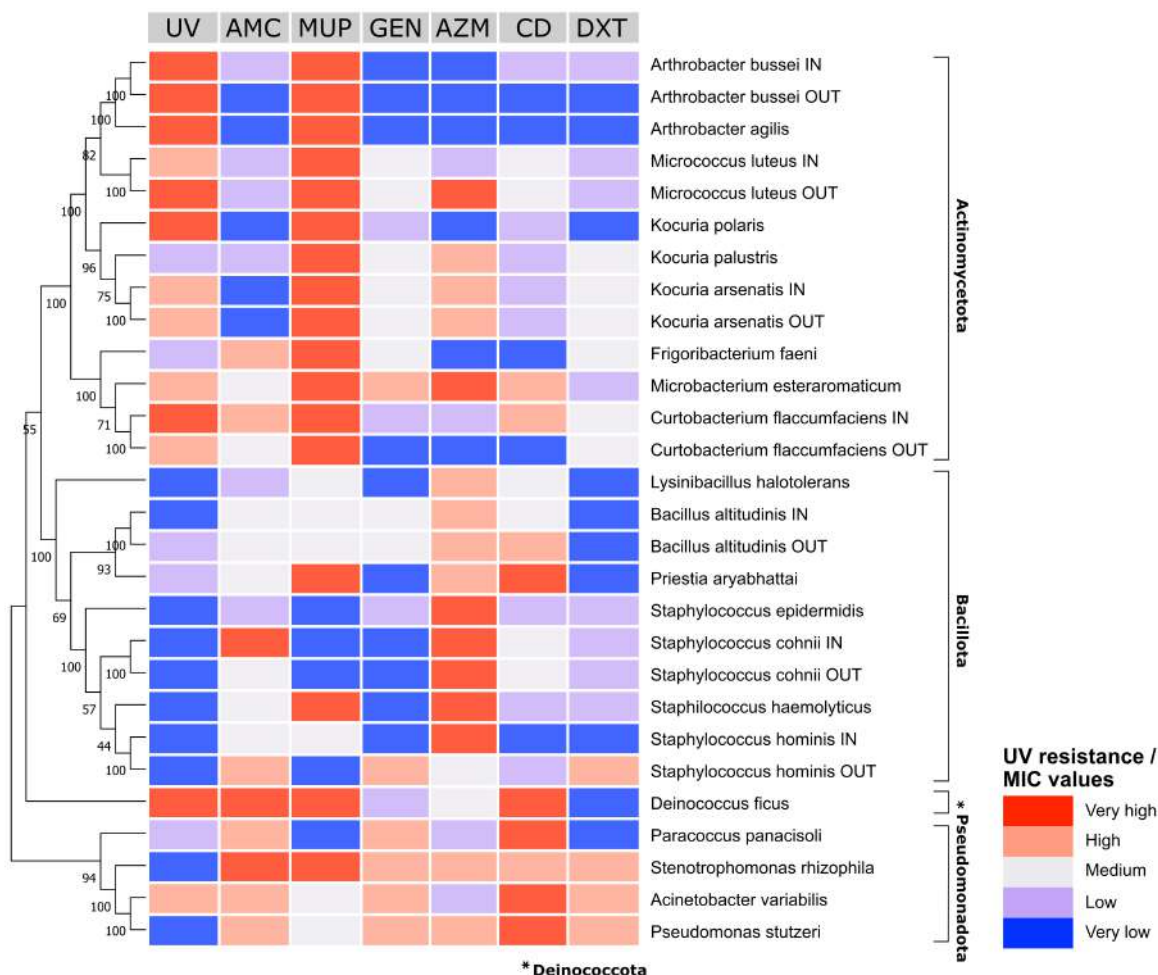 UV AMC MUP GEN AZM CD DXT
Arthrobacter bussei IN
Arthrobacter bussei OUT
Arthrobacter agilis
Micrococcus luteus IN
Micrococcus luteus OUT
Kocuria polaris
Kocuria palustris
Kocuria arsenatis IN
Kocuria arsenatis OUT
Frigoribacterium faeni
Microbacterium esteraromaticum
Curtobacterium flaccumfaciens IN
Curtobacterium flaccumfaciens OUT
Lysinibacillus halotolerans
Bacillus altitudinis IN
Bacillus altitudinis OUT
Priestia aryabhattai
Staphylococcus epidermidis
Staphylococcus cohnii IN
Staphylococcus cohnii OUT
Staphilococcus haemolyticus
Staphylococcus hominis IN
Staphylococcus hominis OUT
Deinococcus ficus
Paracoccus panacisoli
Stenotrophomonas rhizophila
Acinetobacter variabilis
Pseudomonas stutzeri
100
100
82
100
100
96
75
100
100
100
71
100
55
100
100
93
69
100
100
57
44
100
94
100
100
Actinomycetota
Bacillota
* Pseudomonadota
* Deinococcota
UV resistance /
MIC values
Very high
High
Medium
Low
Very low